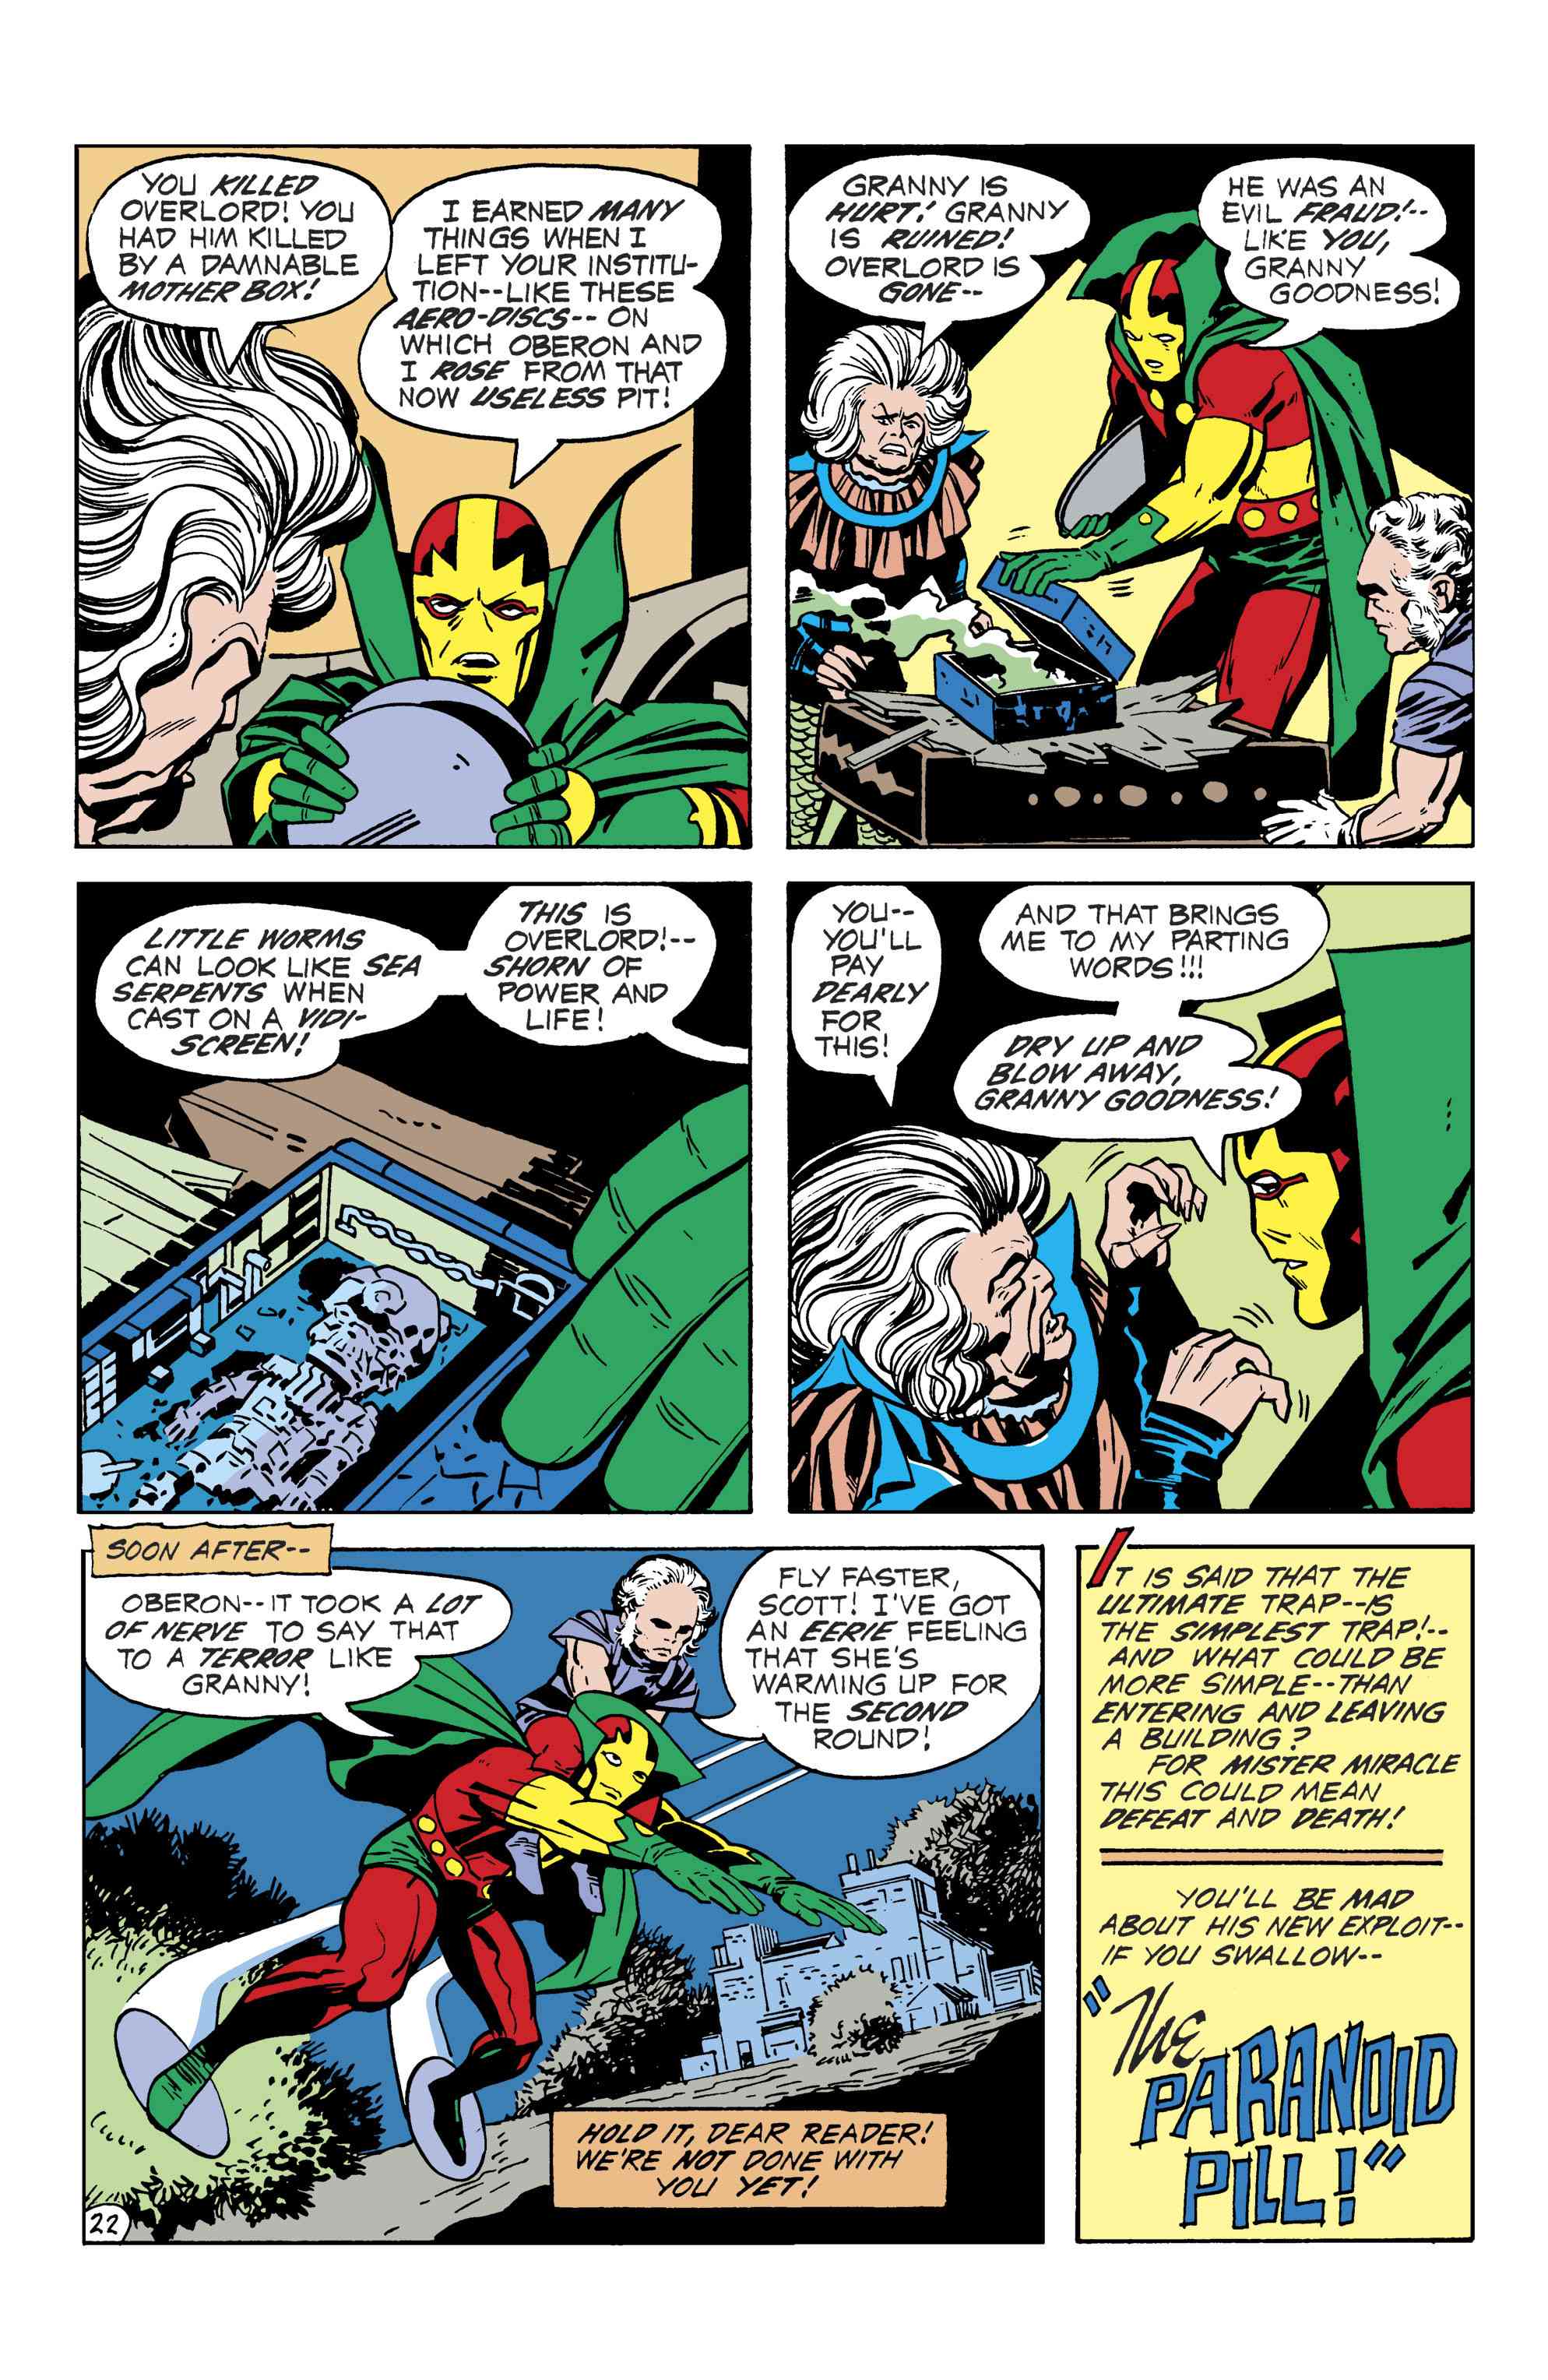 YOU KILLED
OVERLORD! YOU
HAD HIM KILLED
BY A DAMNABLE
MOTHER BOX!
I EARNED MANY
THINGS WHEN I
LEFT YOUR INSTITU-
TION--LIKE THESE
AERO-DISCS-- ON
WHICH OBERON AND
I ROSE FROM THAT
NOW USELESS PIT!
GRANNY IS
HURT! GRANNY
IS RUINED!
OVERLORD IS
GONE--
HE WAS AN
EVIL FRAUD!--
LIKE YOU,
GRANNY
GOODNESS!
LITTLE WORMS
CAN LOOK LIKE SEA
SERPENTS WHEN
CAST ON A VIDI-
SCREEN!
THIS IS
OVERLORD!--
SHORN OF
POWER AND
LIFE!
YOU--
YOU'LL
PAY
DEARLY
FOR
THIS!
AND THAT BRINGS
ME TO MY PARTING
WORDS!!!
DRY UP AND
BLOW AWAY,
GRANNY GOODNESS!
SOON AFTER--
OBERON--IT TOOK A LOT
OF NERVE TO SAY THAT
TO A TERROR LIKE
GRANNY!
FLY FASTER,
SCOTT! I'VE GOT
AN EERIE FEELING
THAT SHE'S
WARMING UP FOR
THE SECOND
ROUND!
HOLD IT, DEAR READER!
WE'RE NOT DONE WITH
YOU YET!
22
IT IS SAID THAT THE
ULTIMATE TRAP--IS
THE SIMPLEST TRAP!--
AND WHAT COULD BE
MORE SIMPLE--THAN
ENTERING AND LEAVING
A BUILDING?
FOR MISTER MIRACLE
THIS COULD MEAN
DEFEAT AND DEATH!
YOU'LL BE MAD
ABOUT HIS NEW EXPLOIT--
IF YOU SWALLOW--
"THE
PARANOID
PILL!"